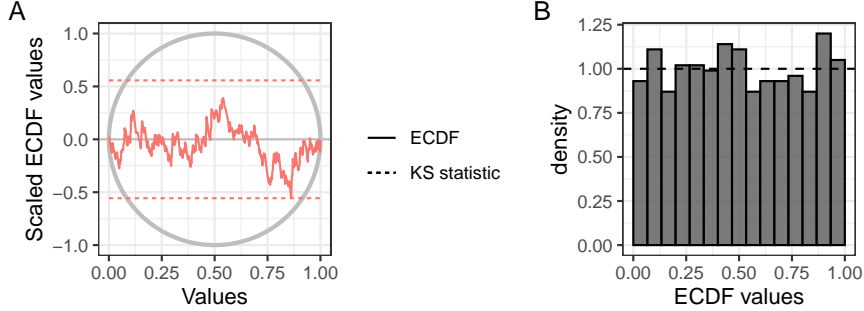 A
Scaled ECDF values
1.0
0.5
0.0
−0.5
−1.0
0.00 0.25 0.50 0.75 1.00
Values
ECDF
KS statistic
B
density
1.25
1.00
0.75
0.50
0.25
0.00
0.00 0.25 0.50 0.75 1.00
ECDF values